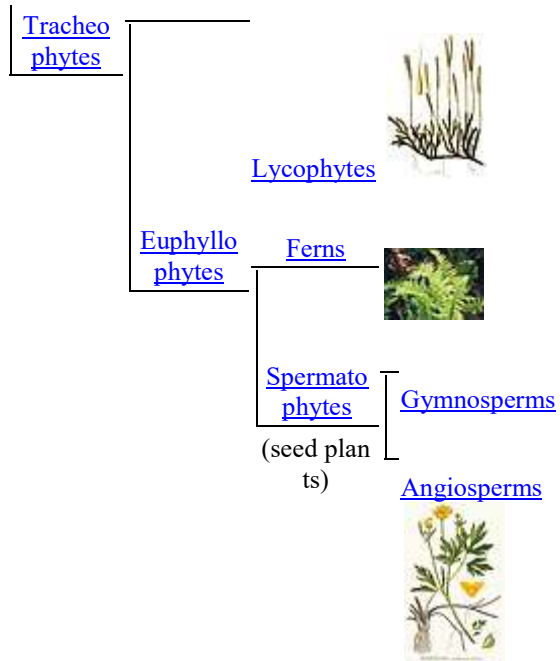 Tracheo
phytes
Lycophytes
Euphyllo
phytes
Ferns
Spermato
phytes
(seed plan
ts)
Gymnosperms
Angiosperms